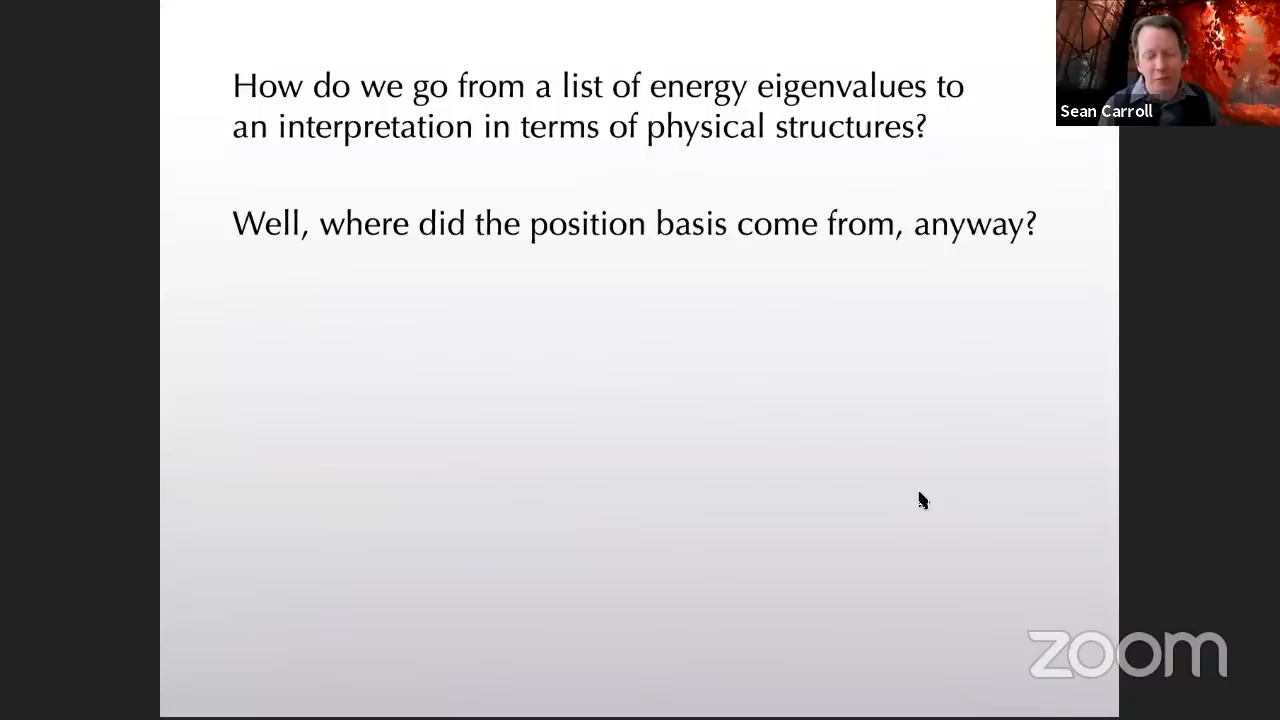 How do we go from a list of energy eigenvalues to
an interpretation in terms of physical structures?
Sean Carroll
Well, where did the position basis come from, anyway?
zoom